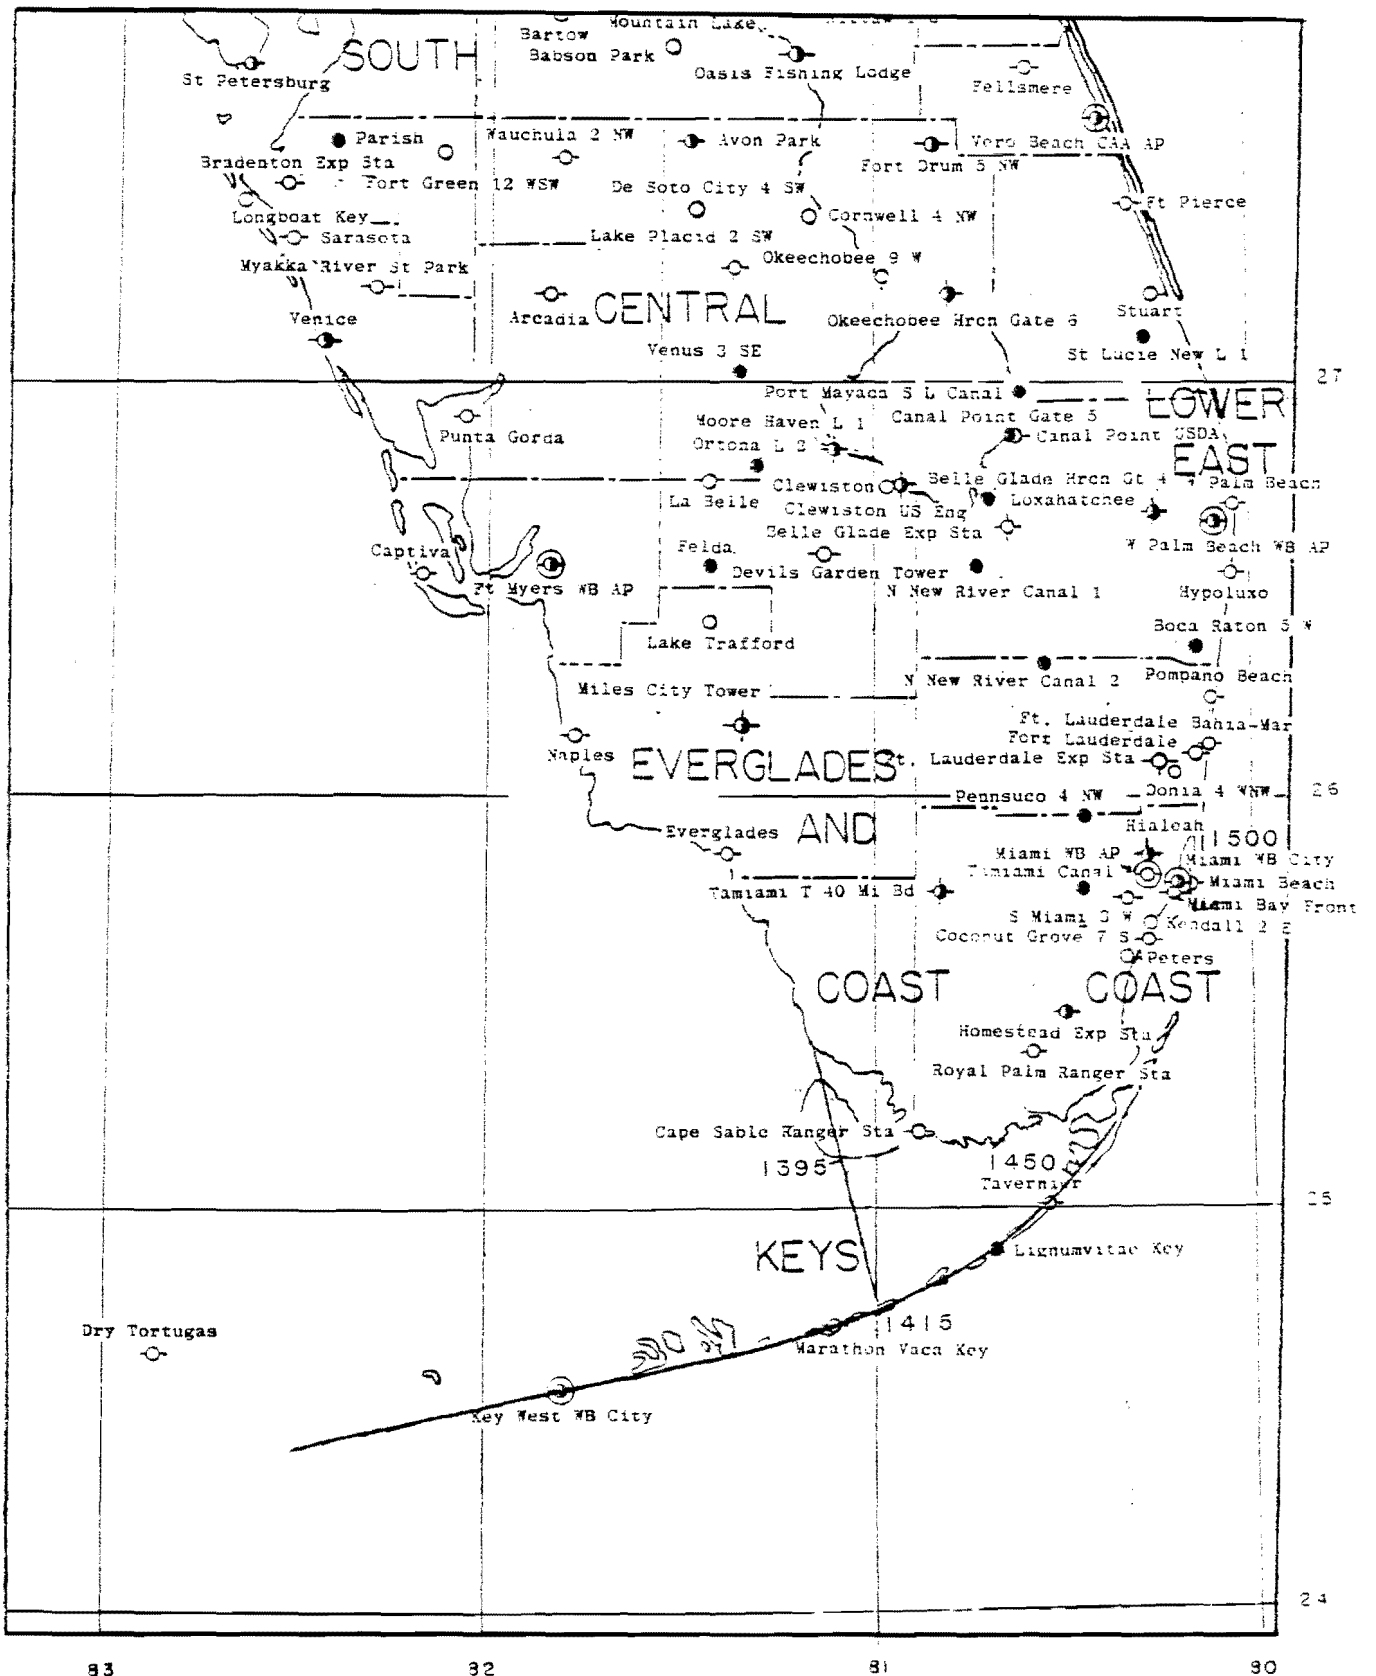 Mountain Lake
Bartow
SOUTH
Babson Park
Oasis Fishing Lodge
St Petersburg
Fellsmere
Parish
Wauchula 2 NW
Avon Park
Vero Beach CAA AP
Bradenton Exp Sta
Fort Drum 5 NW
Fort Green 12 WSW
De Soto City 4 SW
Ft Pierce
Longboat Key
Cornwell 4 NW
Sarasota
Lake Placid 2 SW
Okeechobee 9 W
Myakka River St Park
CENTRAL
Venice
Arcadia
Okeechobee Hrcn Gate 6
Stuart
Venus 3 SE
St Lucie New L 1
27
Port Mayaca S L Canal
LOWER
Moore Haven L 1
Canal Point Gate 5
Punta Gorda
Canal Point USDA
Ortona L 2
EAST
La Belle
Clewiston
Belle Glade Hrcn Gt 4
W Palm Beach
Clewiston US Eng
Loxahatchee
Belle Glade Exp Sta
W Palm Beach WB AP
Captiva
Felda
Devils Garden Tower
Ft Myers WB AP
N New River Canal 1
Hypoluxo
Boca Raton 5 W
Lake Trafford
N New River Canal 2
Pompano Beach
Miles City Tower
Ft. Lauderdale Bahia-Mar
Fort Lauderdale
Naples
EVERGLADES
Ft. Lauderdale Exp Sta
Pennsuco 4 NW
Donia 4 WNW
26
Everglades
AND
Hialeah
1500
Miami WB AP
Miami WB City
Tamiami Canal
Miami Beach
Tamiami T 40 Mi Bd
Miami Bay Front
S Miami 3 W
Kendall 2 E
Coconut Grove 7 S
Peters
COAST
COAST
Homestead Exp Sta
Royal Palm Ranger Sta
Cape Sable Ranger Sta
1395
1450
Tavernier
25
KEYS
Lignumvitae Key
Dry Tortugas
1415
Marathon Vaca Key
Key West WB City
24
83
82
81
80